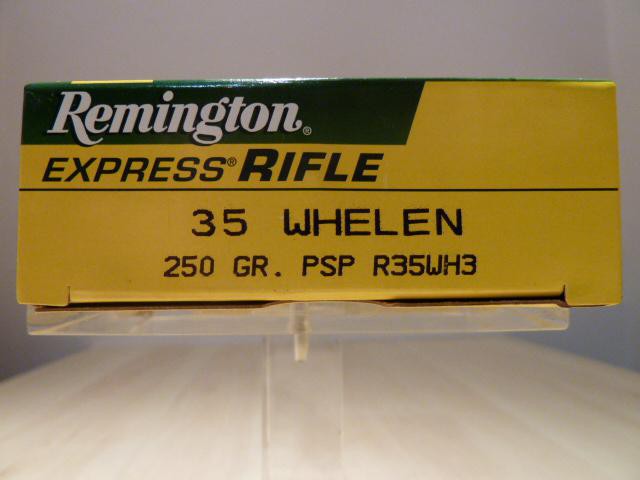 Remington®
EXPRESS® RIFLE
35 WHELEN
250 GR. PSP R35WH3